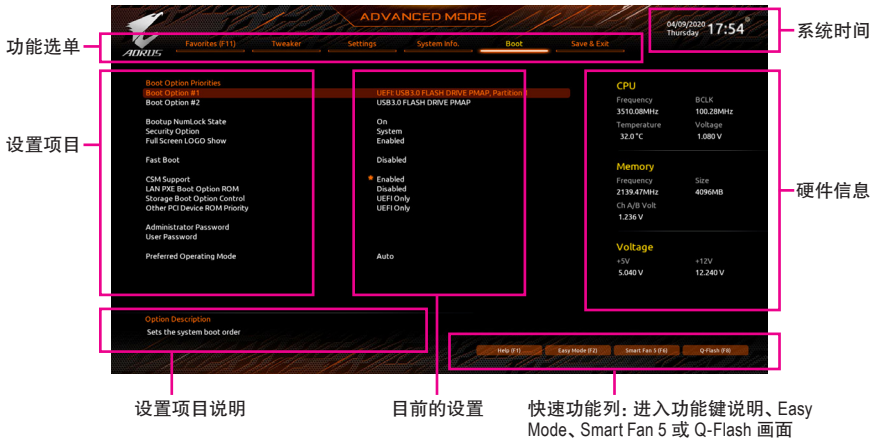 ADVANCED MODE
04/09/2020 Thursday 17:54
系统时间
功能选单
AORUS
Favorites (F11) Tweaker Settings System Info. Boot Save & Exit
设置项目
Boot Option Priorities
Boot Option #1 UEFI: USB3.0 FLASH DRIVE PMAP, Partition 1
Boot Option #2 USB3.0 FLASH DRIVE PMAP
Bootup NumLock State On
Security Option System
Full Screen LOGO Show Enabled
Fast Boot Disabled
CSM Support Enabled
LAN PXE Boot Option ROM Disabled
Storage Boot Option Control UEFI Only
Other PCI Device ROM Priority UEFI Only
Administrator Password
User Password
Preferred Operating Mode Auto
CPU
Frequency BCLK
3510.08MHz 100.28MHz
Temperature Voltage
32.0 °C 1.080 V
Memory
Frequency Size
2139.47MHz 4096MB
Ch A/B Volt
1.236 V
Voltage
+5V +12V
5.040 V 12.240 V
硬件信息
Option Description
Sets the system boot order
Help (F1) Easy Mode (F2) Smart Fan 5 (F6) Q-Flash (F8)
设置项目说明
目前的设置
快速功能列: 进入功能键说明、Easy
Mode、Smart Fan 5 或 Q-Flash 画面